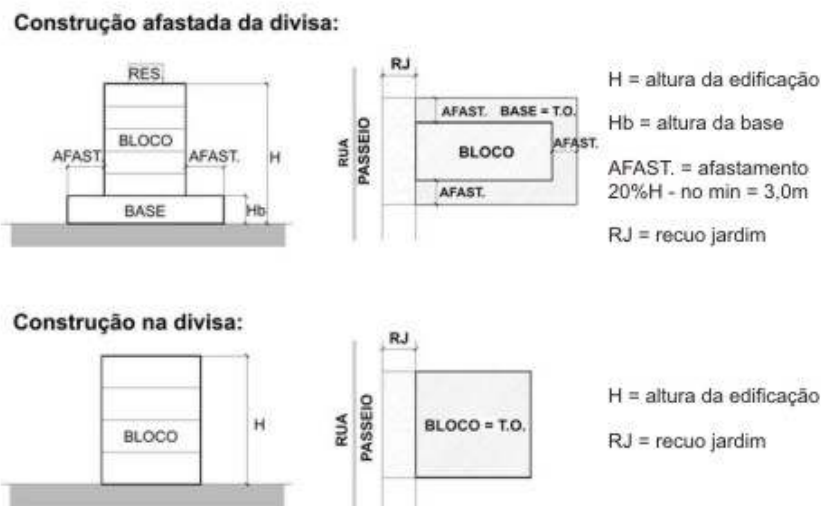 Construção afastada da divisa:
RES.
BLOCO
AFAST.
AFAST.
H
BASE
Hb
RJ
RUA
PASSEIO
AFAST.
BASE = T.O.
BLOCO
AFAST.
AFAST.
H = altura da edificação
Hb = altura da base
AFAST. = afastamento
20%H - no min = 3,0m
RJ = recuo jardim
Construção na divisa:
BLOCO
H
RJ
RUA
PASSEIO
BLOCO = T.O.
H = altura da edificação
RJ = recuo jardim